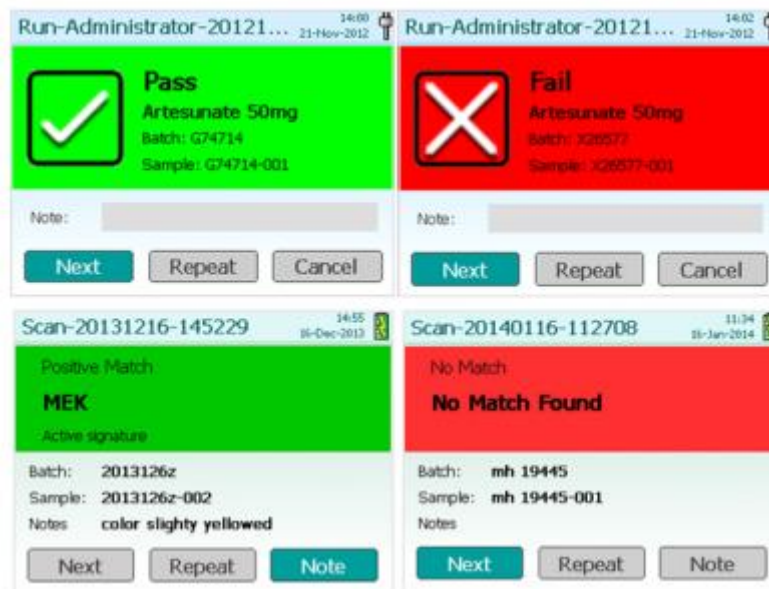 Run-Administrator-20121... 14:00
21-Nov-2012
Pass
Artesunate 50mg
Batch: G74714
Sample: G74714-001
Note:
Next Repeat Cancel
Run-Administrator-20121... 14:02
21-Nov-2012
Fail
Artesunate 50mg
Batch: X26577
Sample: X26577-001
Note:
Next Repeat Cancel
Scan-20131216-145229 14:55
16-Dec-2013
Positive Match
MEK
Active signature
Batch: 2013126z
Sample: 2013126z-002
Notes color slighty yellowed
Next Repeat Note
Scan-20140116-112708 11:34
16-Jan-2014
No Match
No Match Found
Batch: mh 19445
Sample: mh 19445-001
Notes
Next Repeat Note